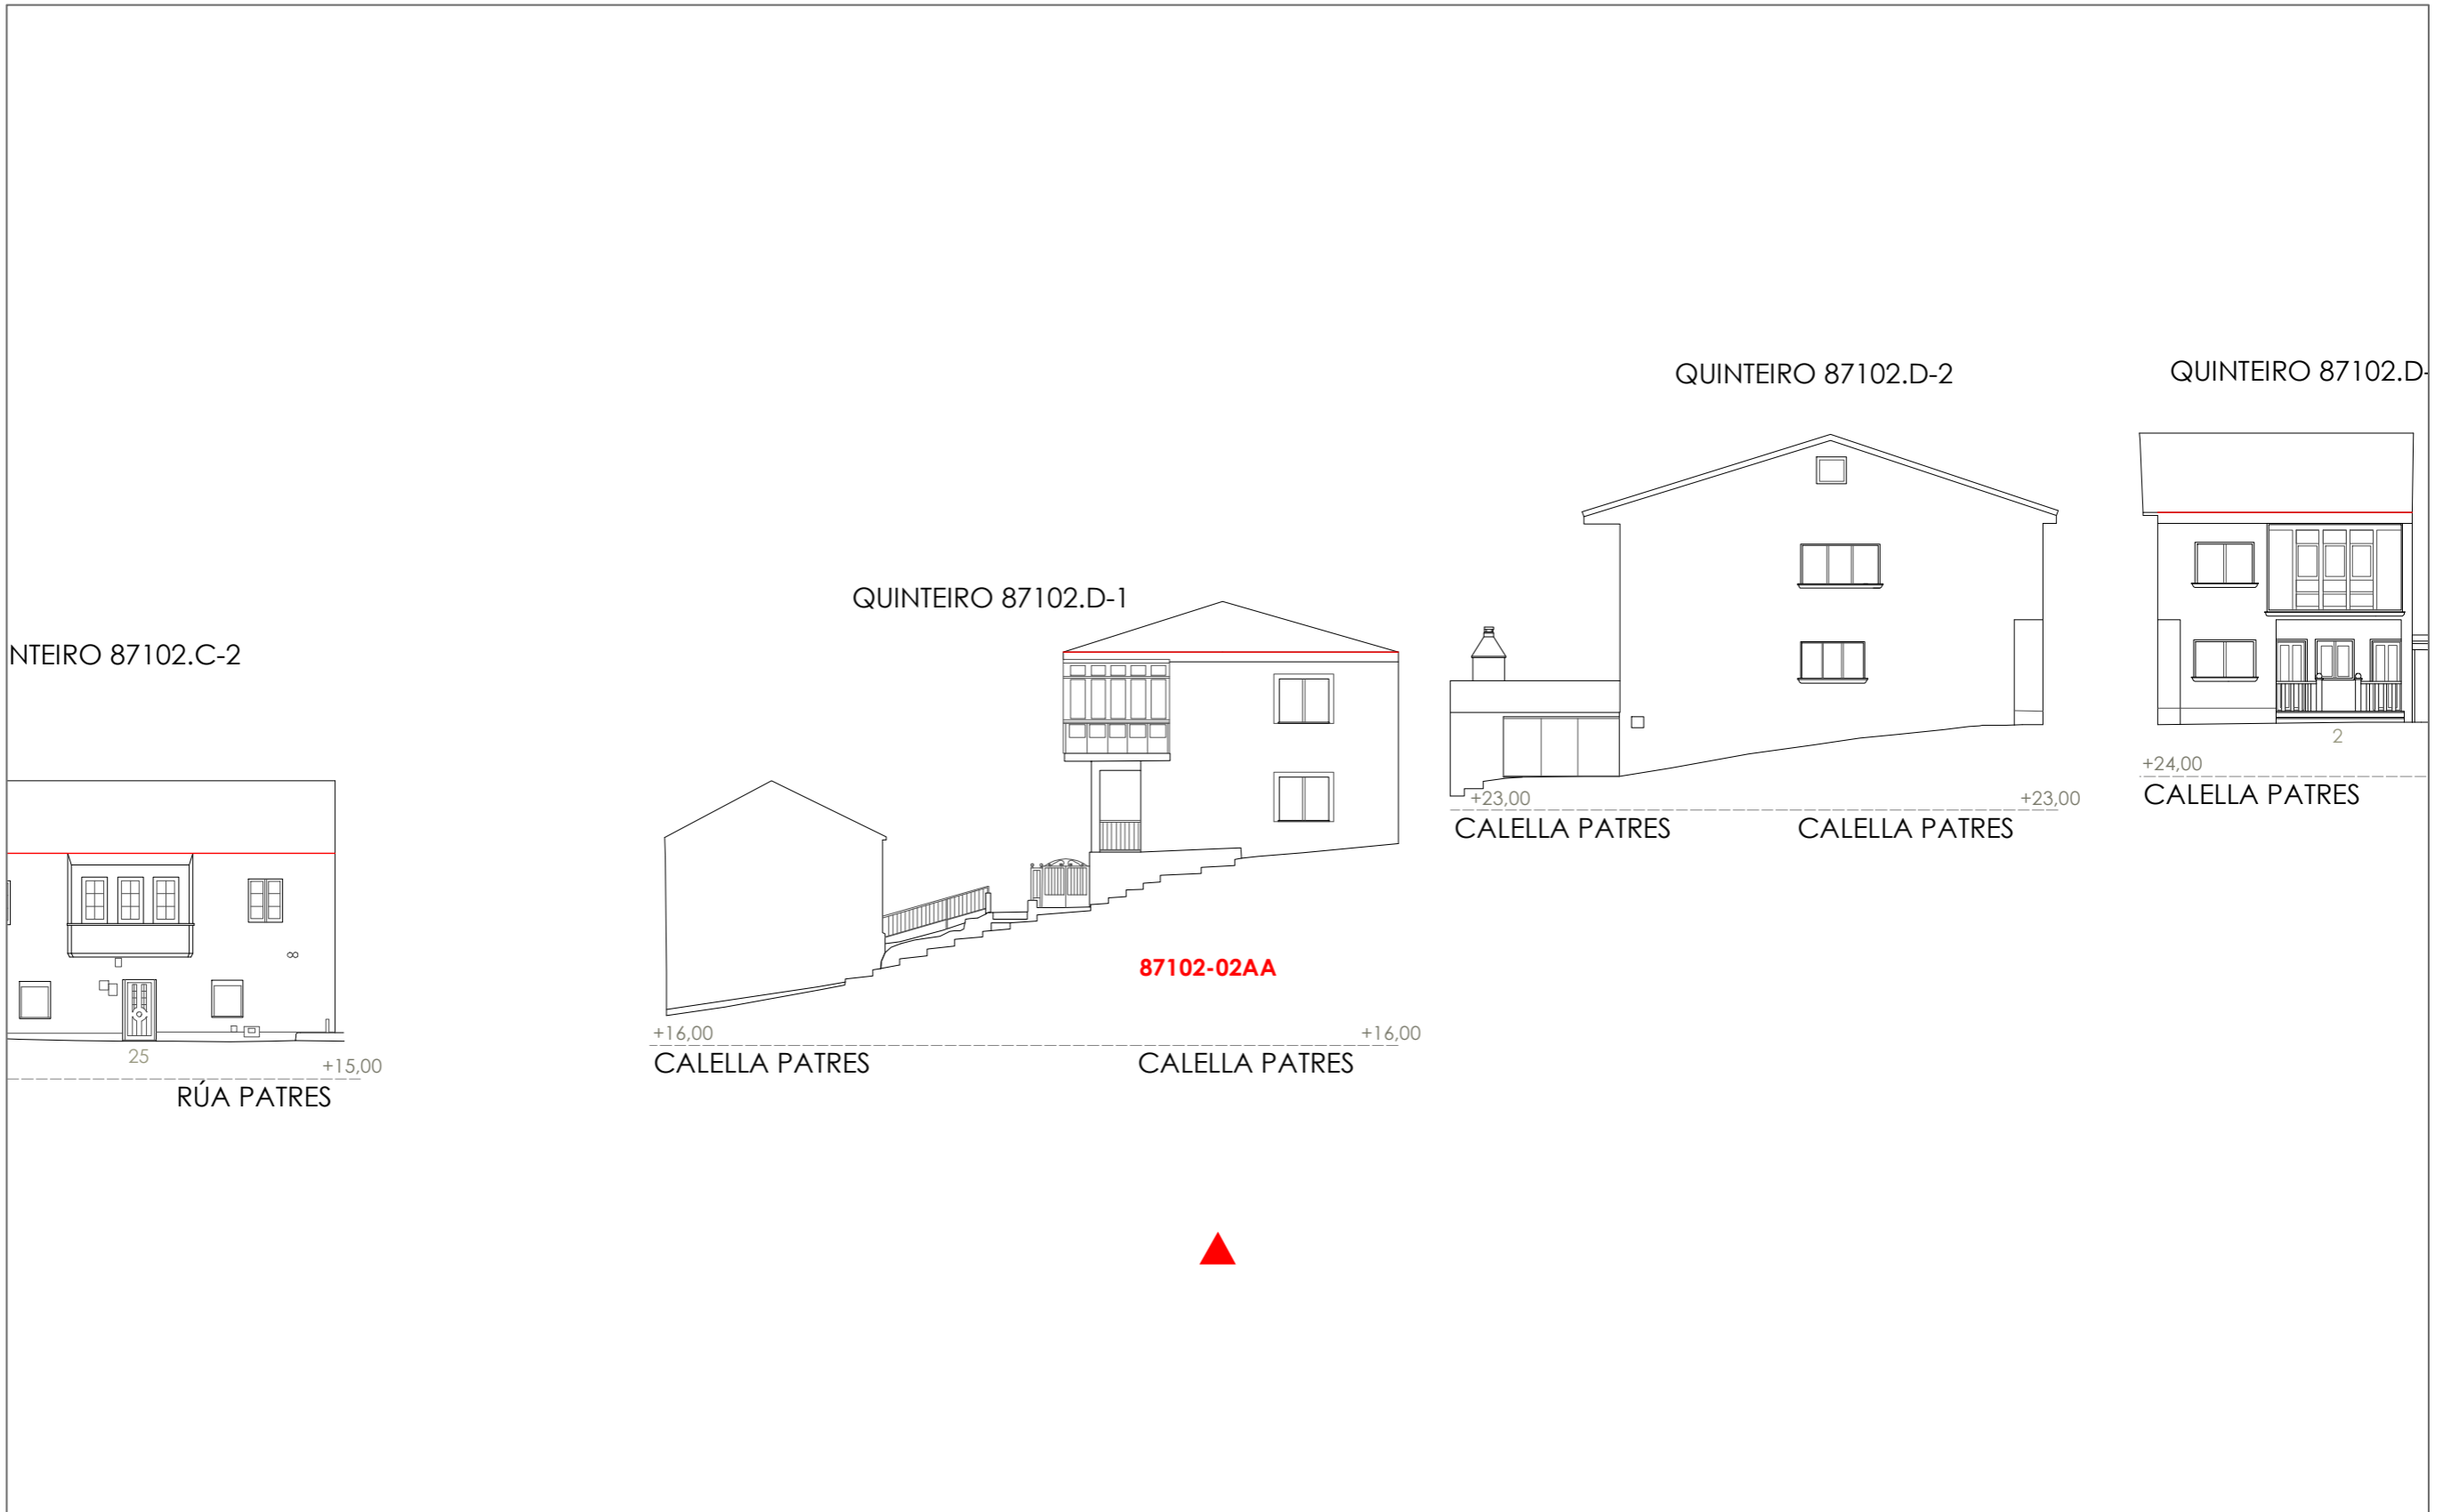 QUINTEIRO 87102.D-2
QUINTEIRO 87102.D-
QUINTEIRO 87102.D-1
NTEIRO 87102.C-2
2
+24,00
CALELLA PATRES
+23,00
+23,00
CALELLA PATRES
CALELLA PATRES
87102-02AA
+16,00
+16,00
CALELLA PATRES
CALELLA PATRES
25
+15,00
RÚA PATRES